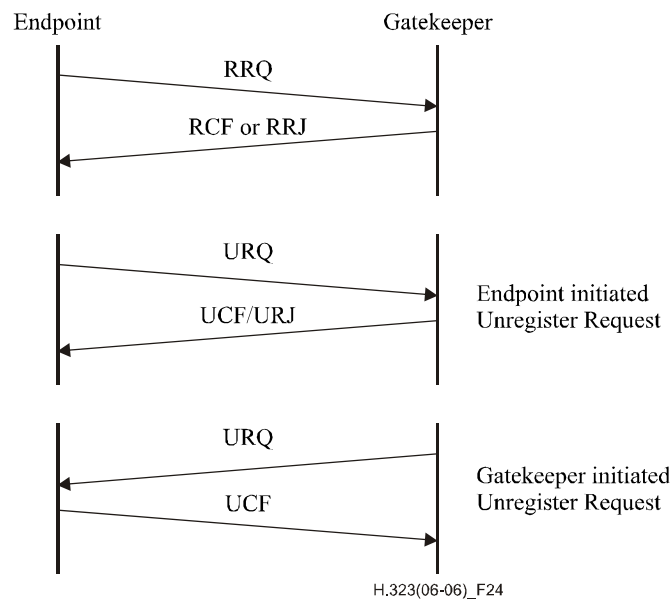 Endpoint
Gatekeeper
RRQ
RCF or RRJ
URQ
UCF/URJ
Endpoint initiated
Unregister Request
URQ
UCF
Gatekeeper initiated
Unregister Request
H.323(06-06)_F24